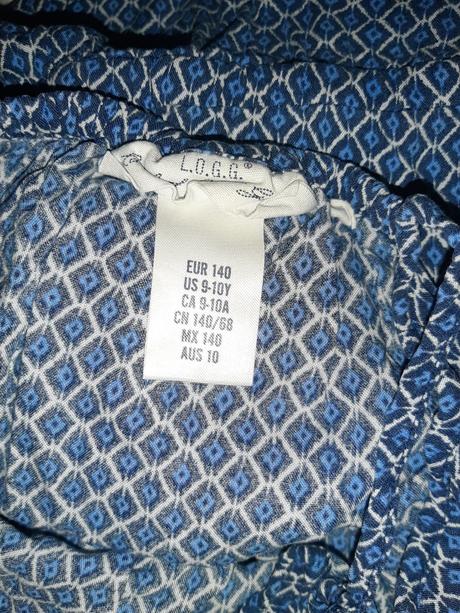 L.O.G.G.®
EUR 140
US 9-10Y
CA 9-10A
CN 140/68
MX 140
AUS 10